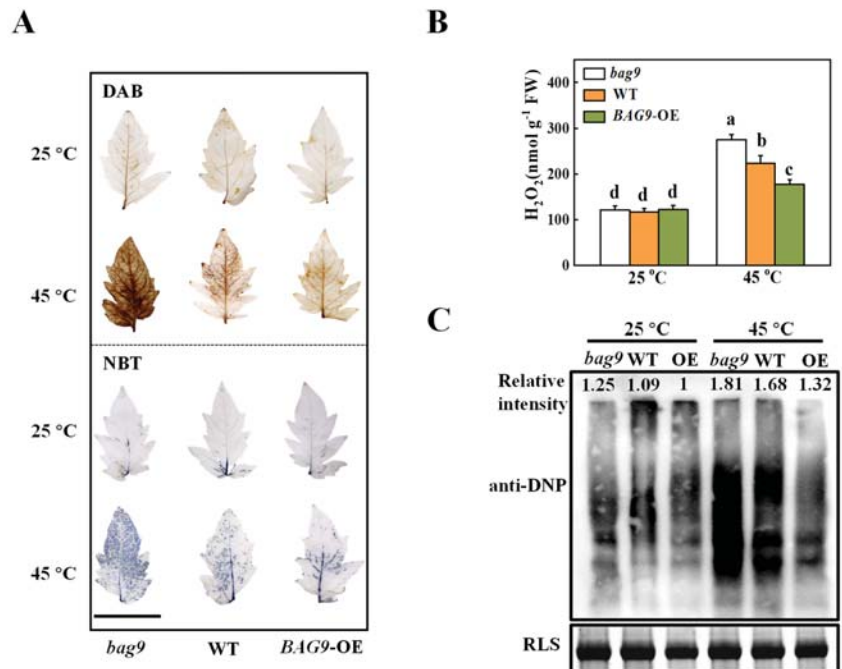 A
DAB
25 °C
45 °C
NBT
25 °C
45 °C
bag9 WT BAG9-OE
B
H₂O₂(nmol g⁻¹ FW)
400
300
200
100
0
bag9
WT
BAG9-OE
d d d a b c
25 °C 45 °C
C
25 °C 45 °C
bag9 WT OE bag9 WT OE
Relative intensity
1.25 1.09 1 1.81 1.68 1.32
anti-DNP
RLS